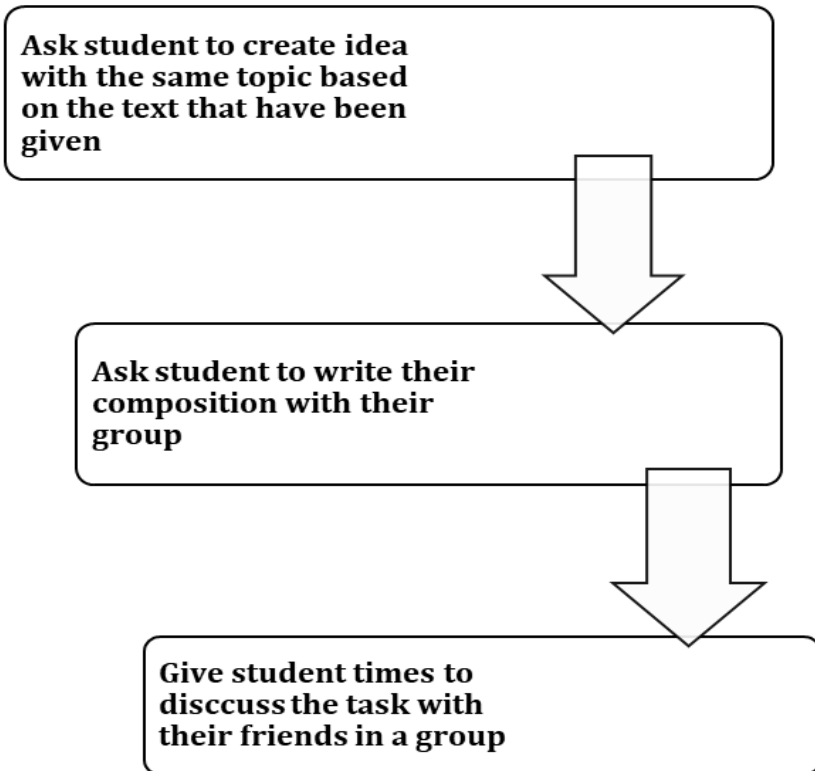 Ask student to create idea
with the same topic based
on the text that have been
given
Ask student to write their
composition with their
group
Give student times to
disccuss the task with
their friends in a group